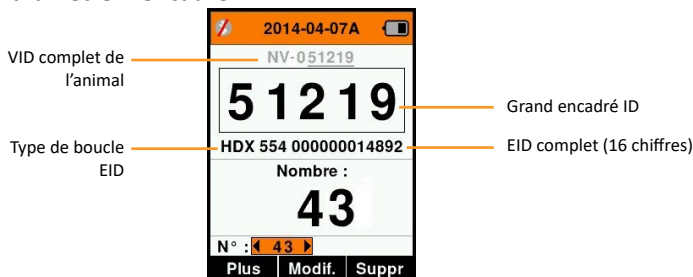 2014-04-07A
VID complet de
l'animal
NV-051219
51219
Grand encadré ID
Type de boucle
EID
HDX 554 000000014892
EID complet (16 chiffres)
Nombre :
43
N° : 43
Plus Modif. Suppr